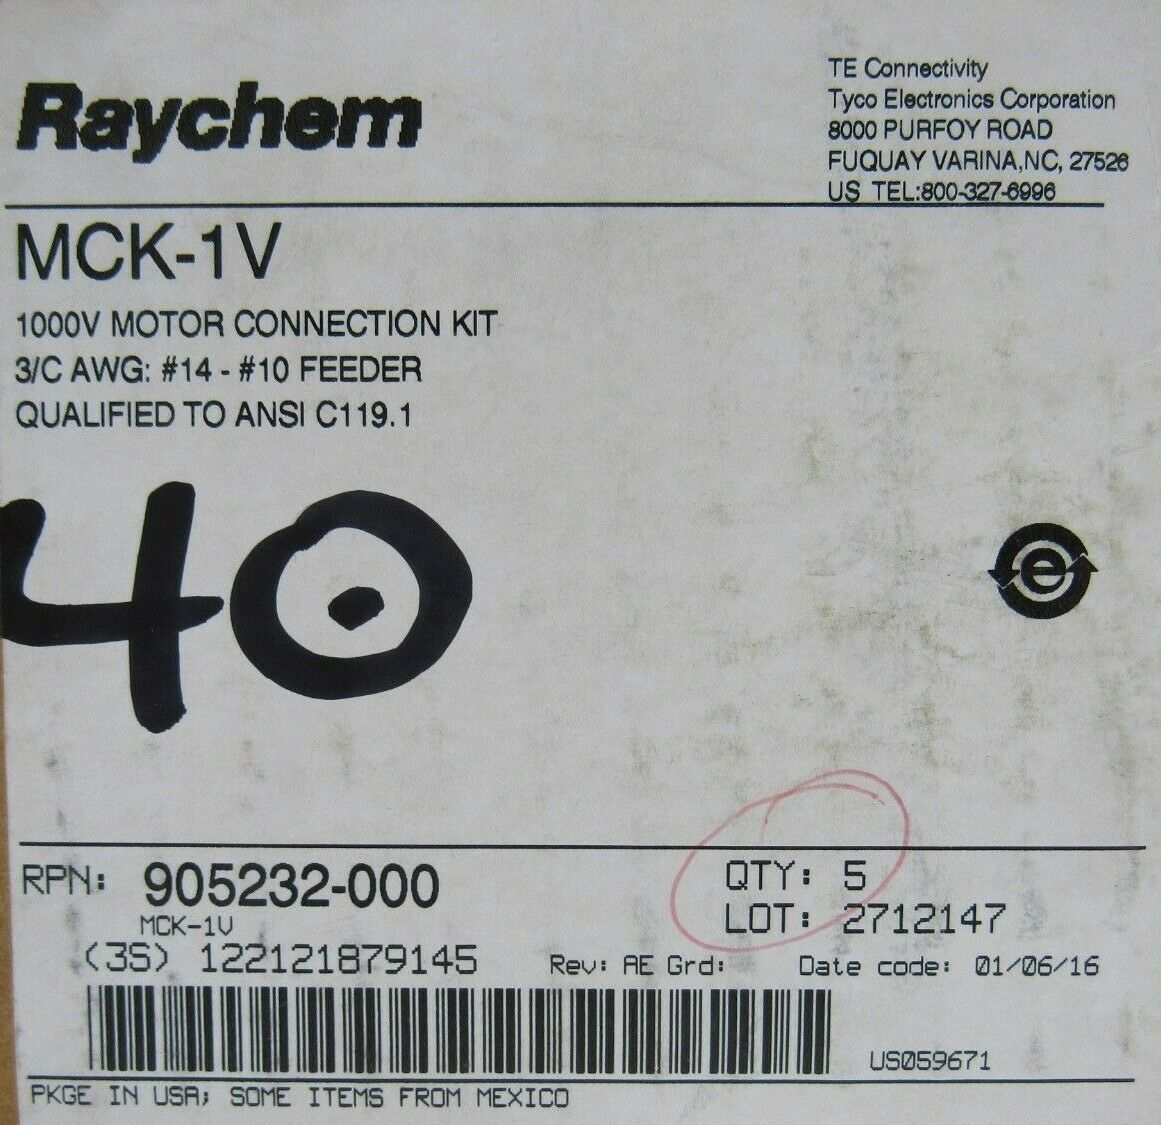 Raychem
TE Connectivity
Tyco Electronics Corporation
8000 PURFOY ROAD
FUQUAY VARINA,NC, 27526
US TEL:800-327-6996
MCK-1V
1000V MOTOR CONNECTION KIT
3/C AWG: #14 - #10 FEEDER
QUALIFIED TO ANSI C119.1
40
e
RPN: 905232-000
MCK-1V
QTY: 5
LOT: 2712147
(3S) 122121879145
Rev: AE Grd: Date code: 01/06/16
US059671
PKGE IN USA; SOME ITEMS FROM MEXICO